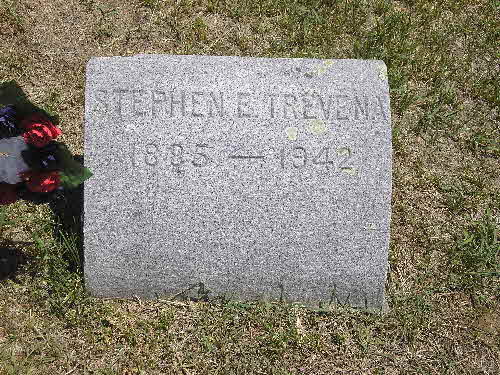 STEPHEN E. TREVENA
1885 — 1942